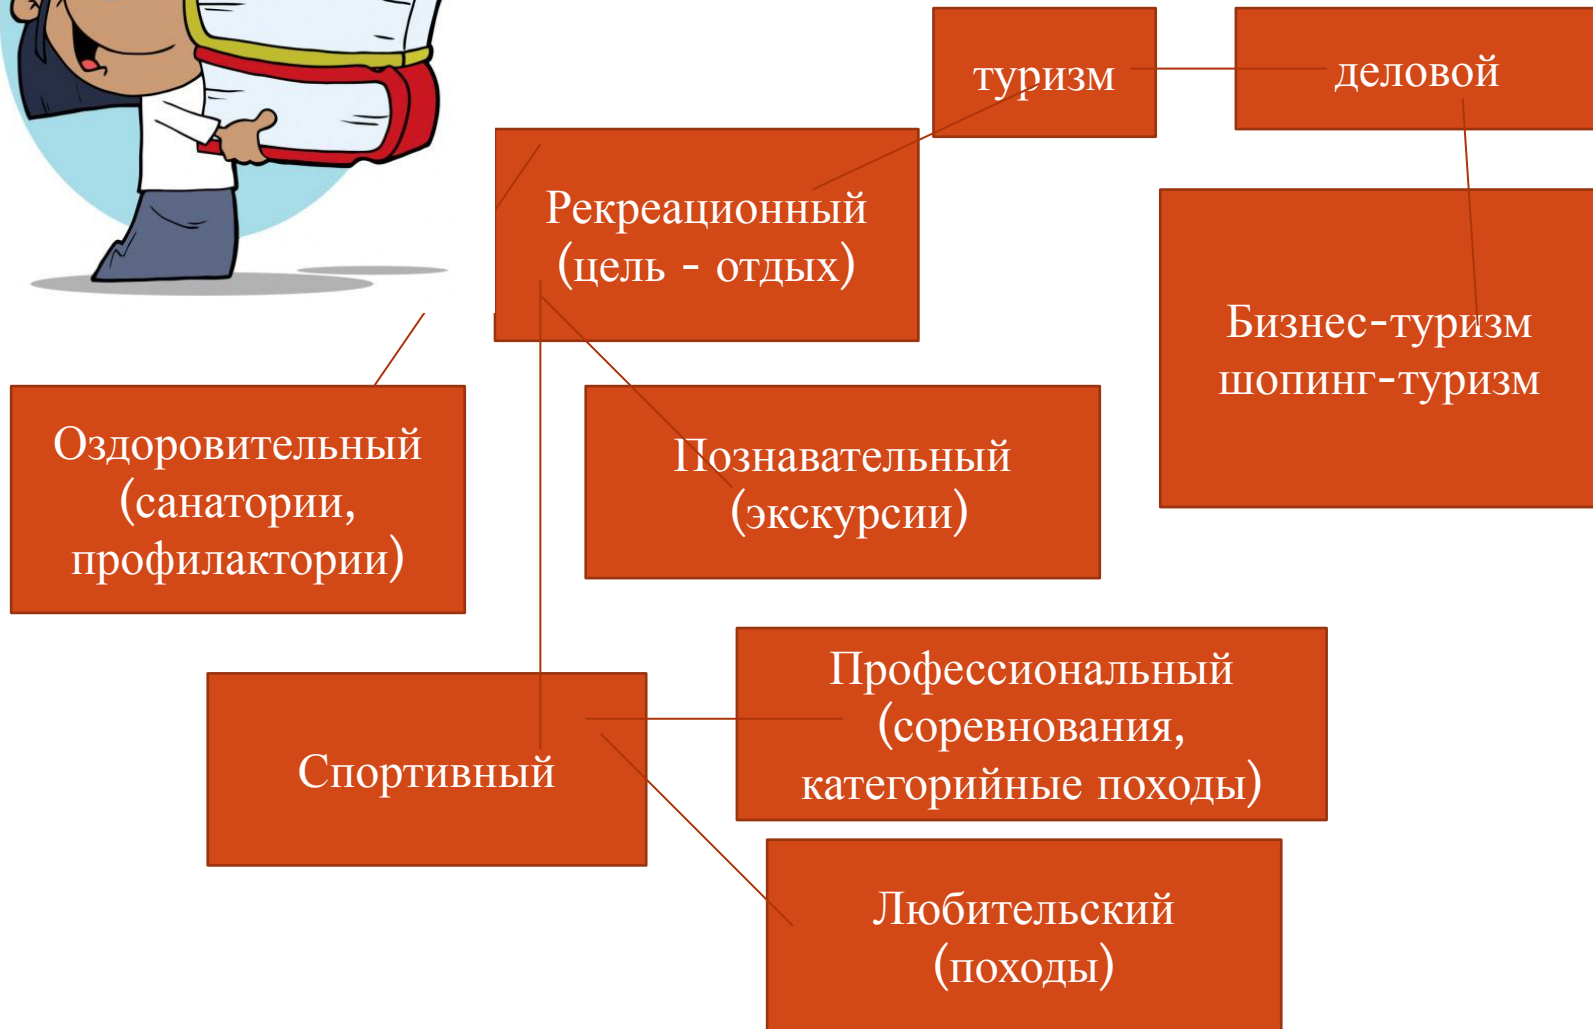 туризм
деловой
Рекреационный
(цель - отдых)
Бизнес-туризм
шопинг-туризм
Оздоровительный
(санатории,
профилактории)
Познавательный
(экскурсии)
Спортивный
Профессиональный
(соревнования,
категорийные походы)
Любительский
(походы)